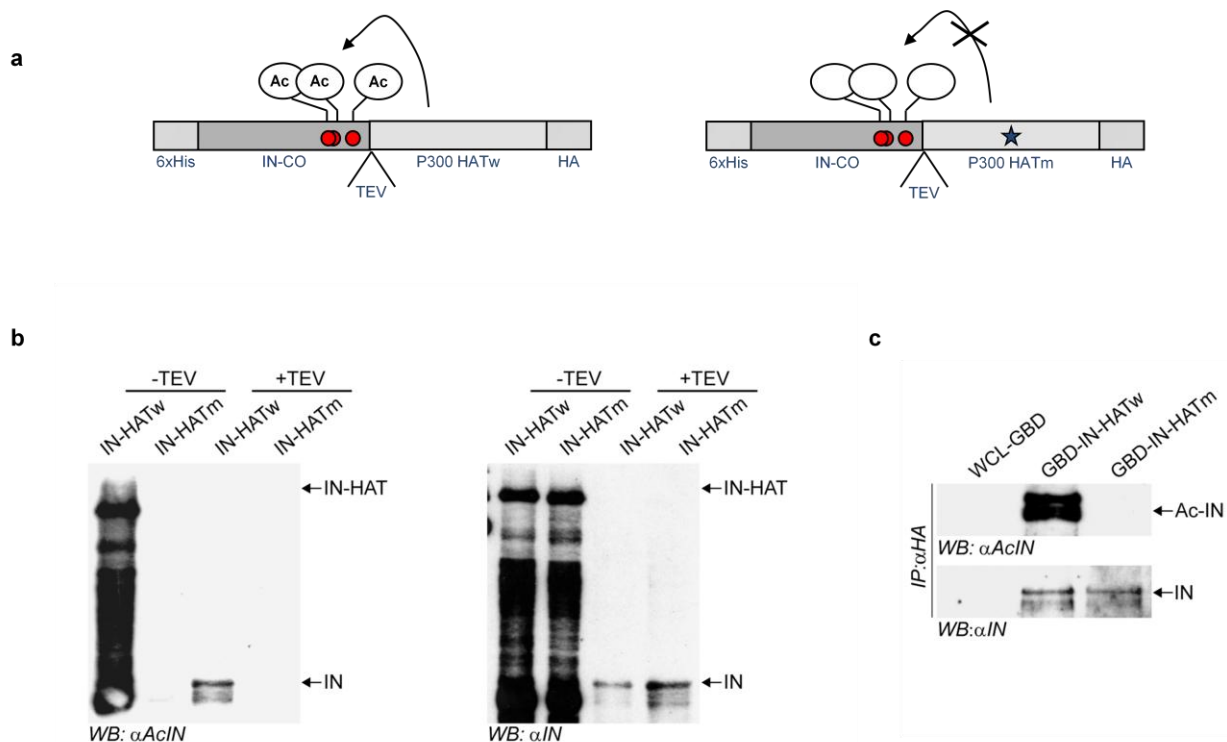 a
Ac Ac Ac
6xHis IN-CO P300 HATw HA
TEV
6xHis IN-CO P300 HATm HA
TEV
b
-TEV +TEV
IN-HATw IN-HATm IN-HATw IN-HATm
←IN-HAT
←IN
WB: αAcIN
-TEV +TEV
IN-HATw IN-HATm IN-HATw IN-HATm
←IN-HAT
←IN
WB: αIN
c
WCL-GBD GBD-IN-HATw GBD-IN-HATm
IP:αHA
←Ac-IN
WB: αAcIN
←IN
WB:αIN